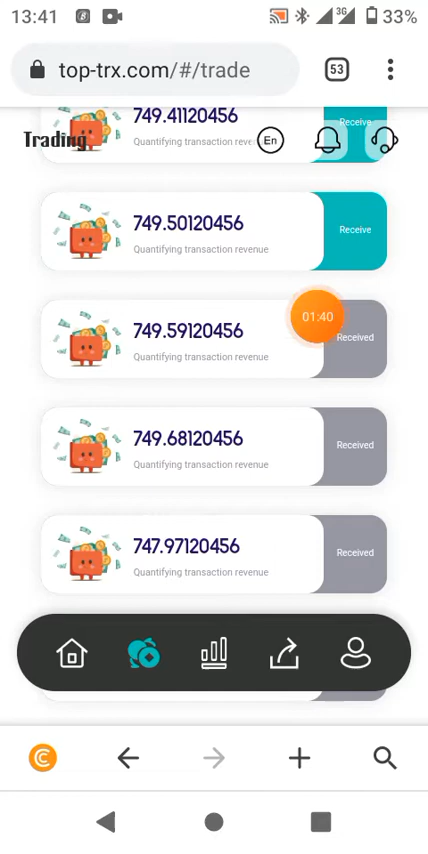 13:41
3G
33%
top-trx.com/#/trade
53
749.41120456
Receive
Trading
Quantifying transaction reve
En
749.50120456
Receive
Quantifying transaction revenue
01:40
749.59120456
Received
Quantifying transaction revenue
749.68120456
Received
Quantifying transaction revenue
747.97120456
Received
Quantifying transaction revenue